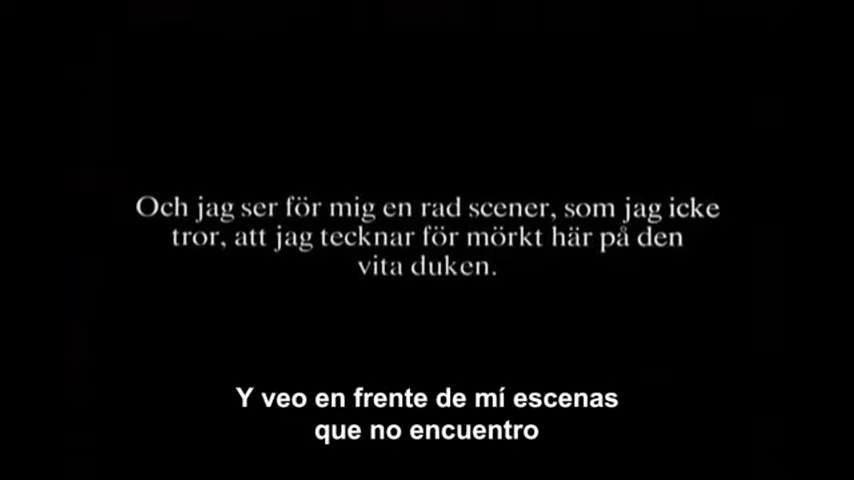 Och jag ser för mig en rad scener, som jag icke
tror, att jag tecknar för mörkt här på den
vita duken.
Y veo en frente de mí escenas
que no encuentro